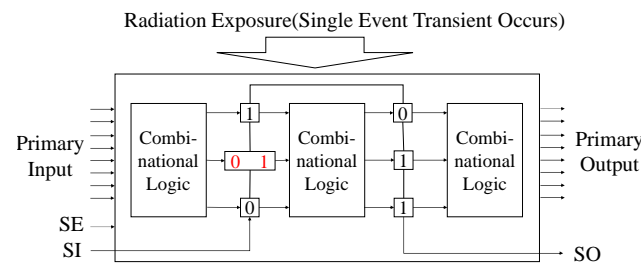 Radiation Exposure(Single Event Transient Occurs)
1
0
Primary
Input
Combi-
national
Logic
0 1
Combi-
national
Logic
1
Combi-
national
Logic
Primary
Output
0
1
SE
SI
SO